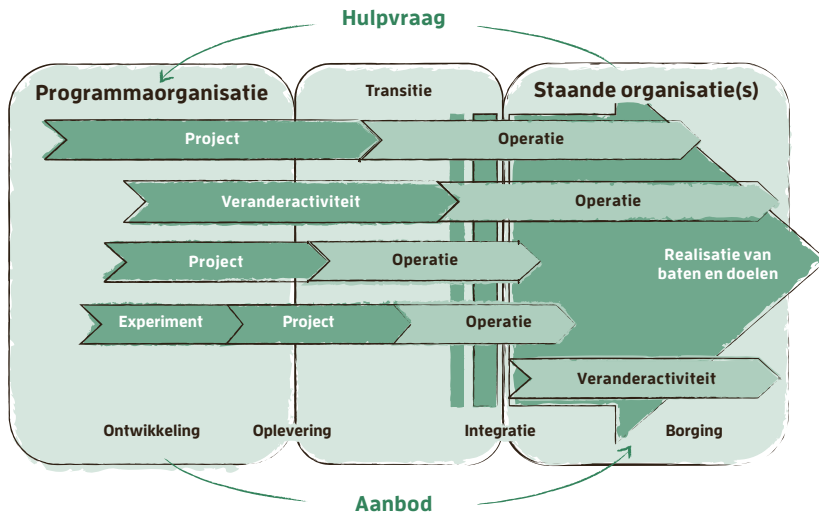 Hulpvraag
Programmaorganisatie
Transitie
Staande organisatie(s)
Project
Operatie
Veranderactiviteit
Operatie
Project
Operatie
Realisatie van
baten en doelen
Experiment
Project
Operatie
Veranderactiviteit
Ontwikkeling
Oplevering
Integratie
Borging
Aanbod